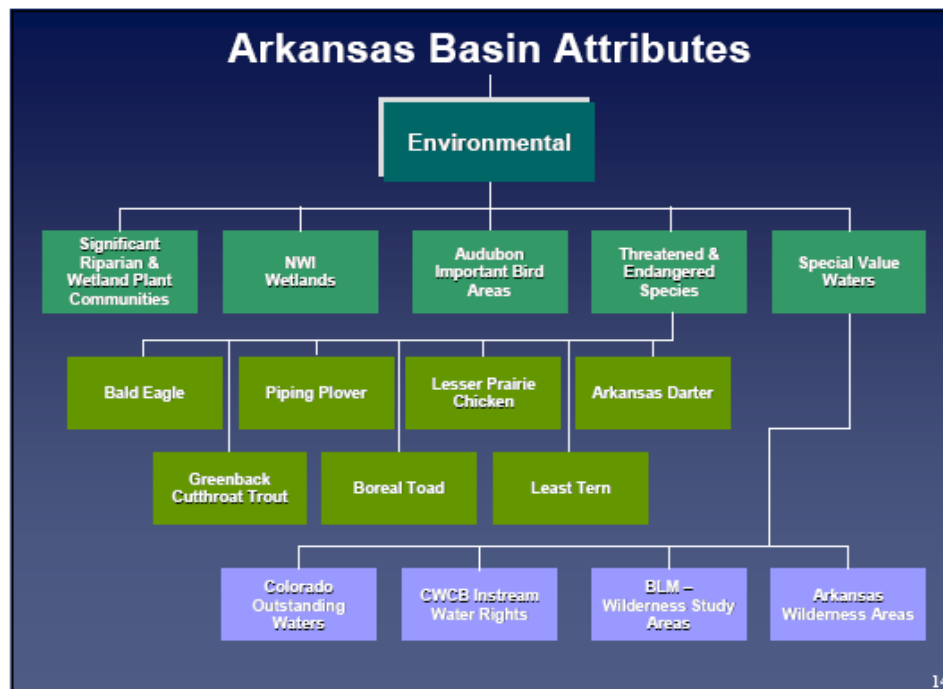 Arkansas Basin Attributes
Environmental
Significant
Riparian &
Wetland Plant
Communities
NWI
Wetlands
Audubon
Important Bird
Areas
Threatened &
Endangered
Species
Special Value
Waters
Bald Eagle
Piping Plover
Lesser Prairie
Chicken
Arkansas Darter
Greenback
Cutthroat Trout
Boreal Toad
Least Tern
Colorado
Outstanding
Waters
CWCB Instream
Water Rights
BLM –
Wilderness Study
Areas
Arkansas
Wilderness Areas
14